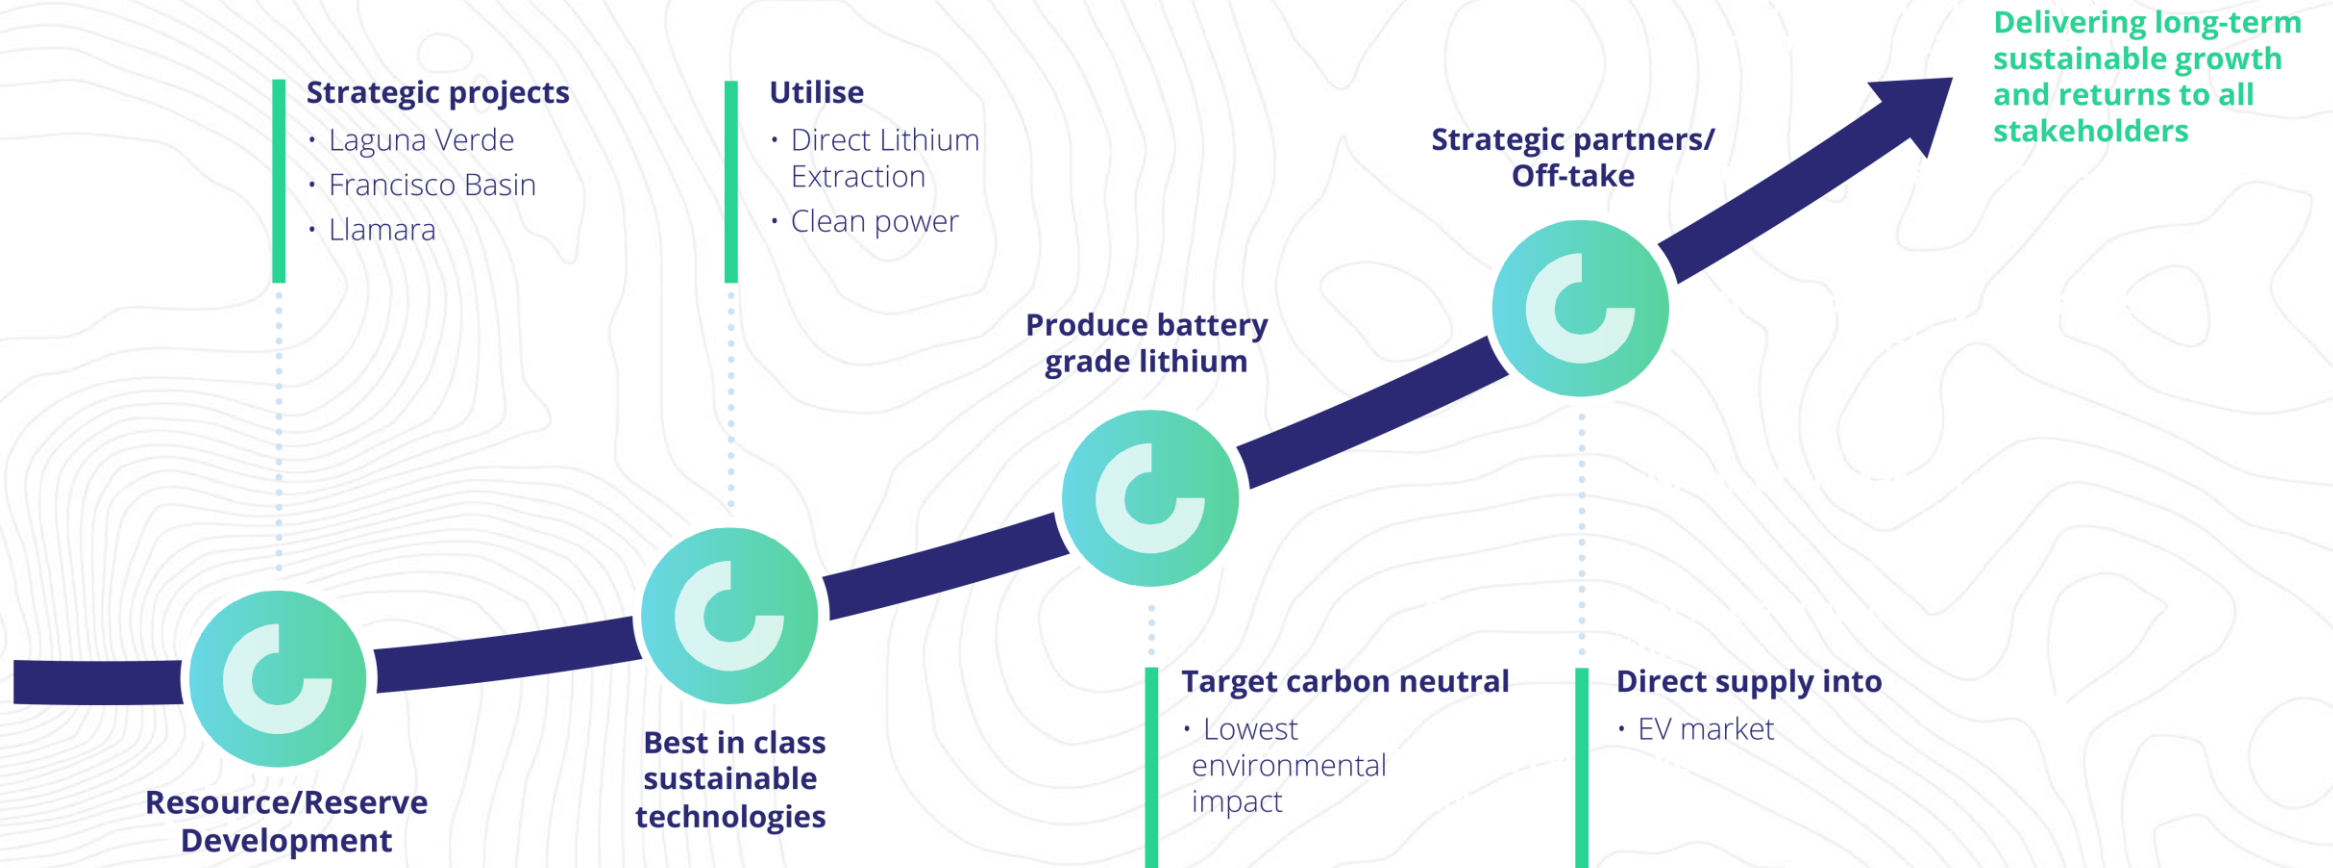 Strategic projects
• Laguna Verde
• Francisco Basin
• Llamara
Resource/Reserve
Development
Utilise
• Direct Lithium
Extraction
• Clean power
Best in class
sustainable
technologies
Produce battery
grade lithium
Target carbon neutral
• Lowest
environmental
impact
Strategic partners/
Off-take
Direct supply into
• EV market
Delivering long-term
sustainable growth
and returns to all
stakeholders